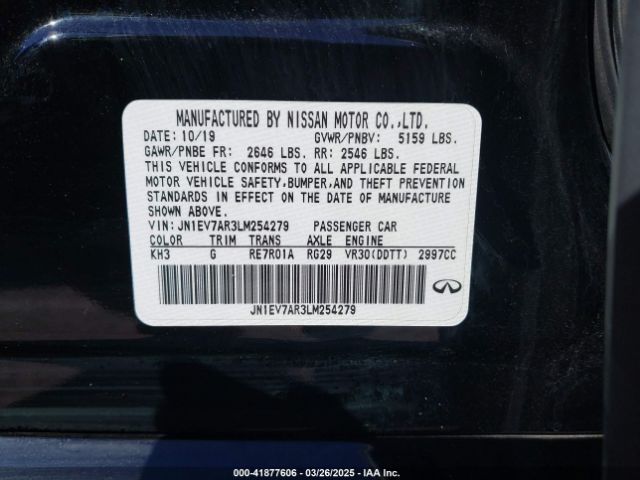 MANUFACTURED BY NISSAN MOTOR CO.,LTD.
DATE: 10/19 GVWR/PNBV: 5159 LBS.
GAWR/PNBE FR: 2646 LBS. RR: 2546 LBS.
THIS VEHICLE CONFORMS TO ALL APPLICABLE FEDERAL
MOTOR VEHICLE SAFETY,BUMPER,AND THEFT PREVENTION
STANDARDS IN EFFECT ON THE DATE OF MANUFACTURE
SHOWN ABOVE.
VIN: JN1EV7AR3LM254279 PASSENGER CAR
COLOR TRIM TRANS AXLE ENGINE
KH3 G RE7R01A RG29 VR30(DDTT) 2997CC
JN1EV7AR3LM254279
INFINITI
000-41877606 - 03/26/2025 - IAA Inc.